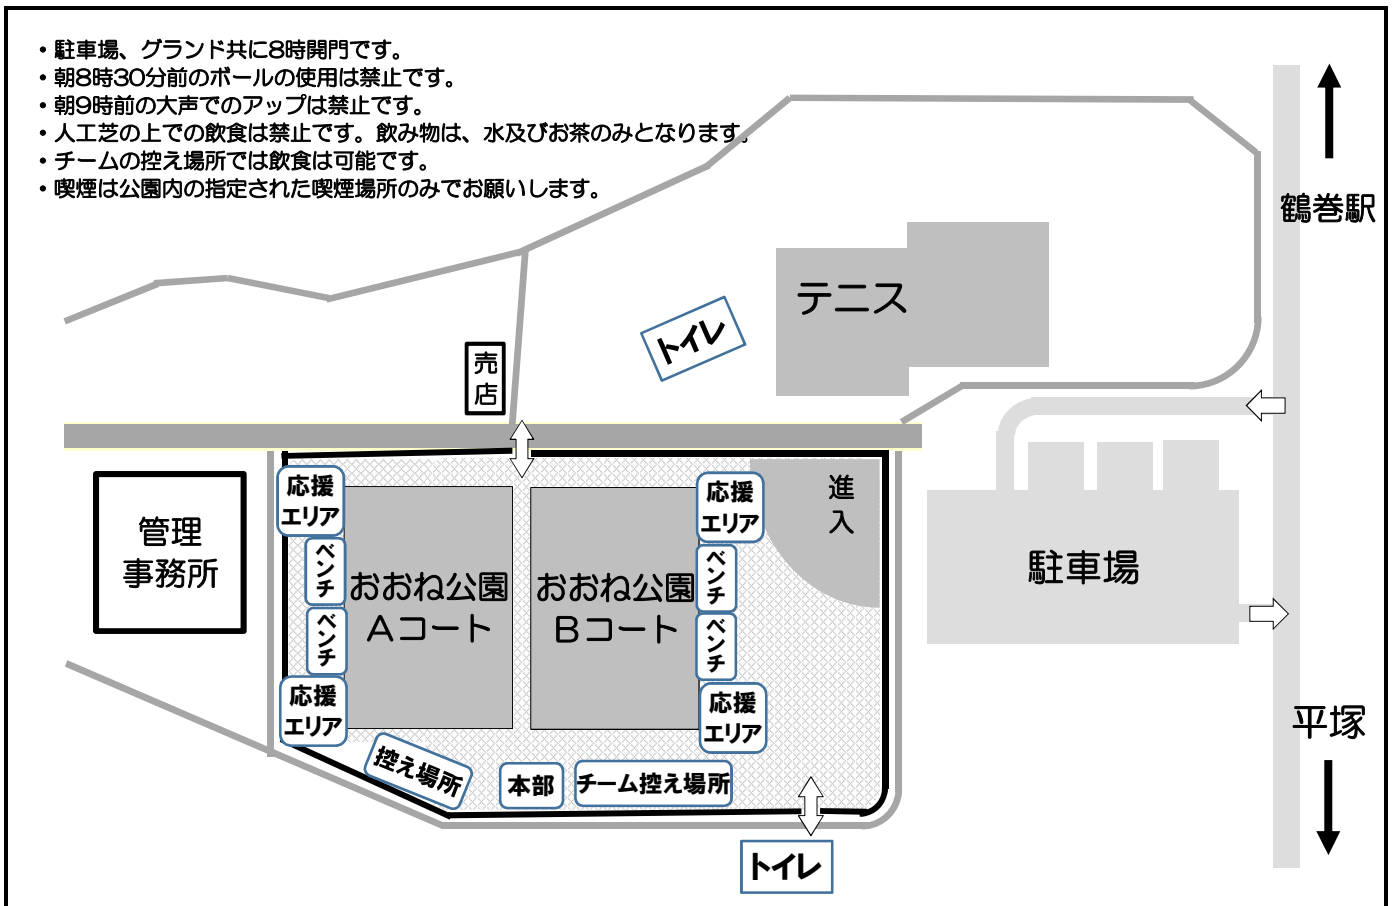 ・駐車場、グランド共に8時開門です。
・朝8時30分前のボールの使用は禁止です。
・朝9時前の大声でのアップは禁止です。
・人工芝の上での飲食は禁止です。飲み物は、水及びお茶のみとなります。
・チームの控え場所では飲食は可能です。
・喫煙は公園内の指定された喫煙場所のみでお願いします。
鶴巻駅
テニス
トイレ
売
店
応援
エリア
応援
エリア
進
入
管理
事務所
ベンチ
ベンチ
おおね公園
Aコート
おおね公園
Bコート
駐車場
ベンチ
ベンチ
応援
エリア
応援
エリア
平塚
控え場所
本部
チーム控え場所
トイレ